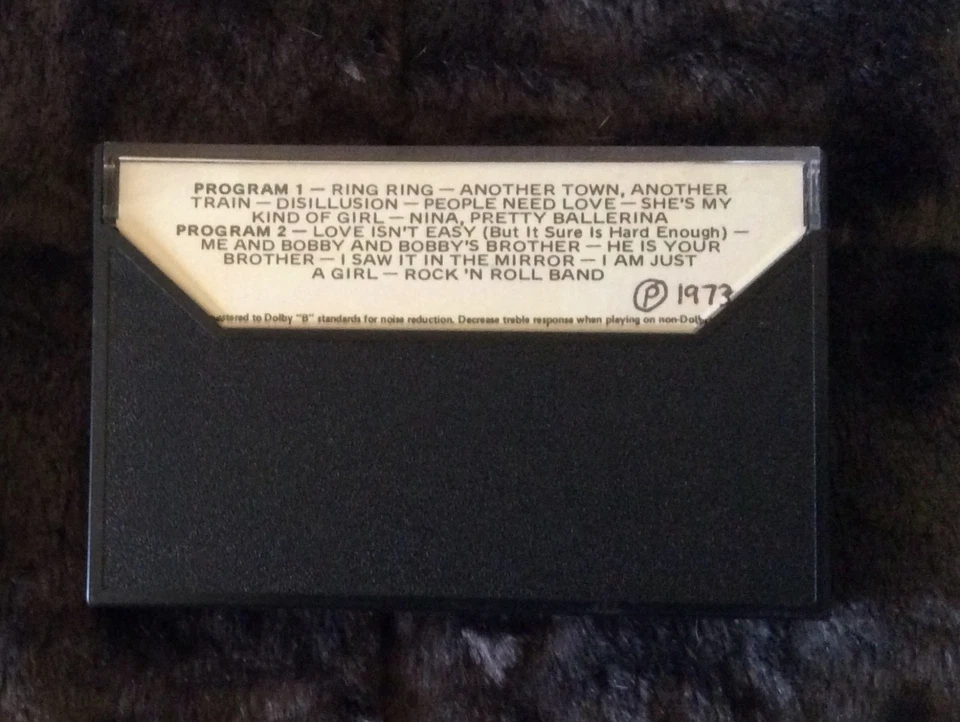 PROGRAM 1 — RING RING — ANOTHER TOWN, ANOTHER
TRAIN — DISILLUSION — PEOPLE NEED LOVE — SHE'S MY
KIND OF GIRL — NINA, PRETTY BALLERINA
PROGRAM 2 — LOVE ISN'T EASY (But It Sure Is Hard Enough) —
ME AND BOBBY AND BOBBY'S BROTHER — HE IS YOUR
BROTHER — I SAW IT IN THE MIRROR — I AM JUST
A GIRL — ROCK 'N ROLL BAND
Ⓟ 1973
to Dolby "B" standards for noise reduction. Decrease treble response when playing on